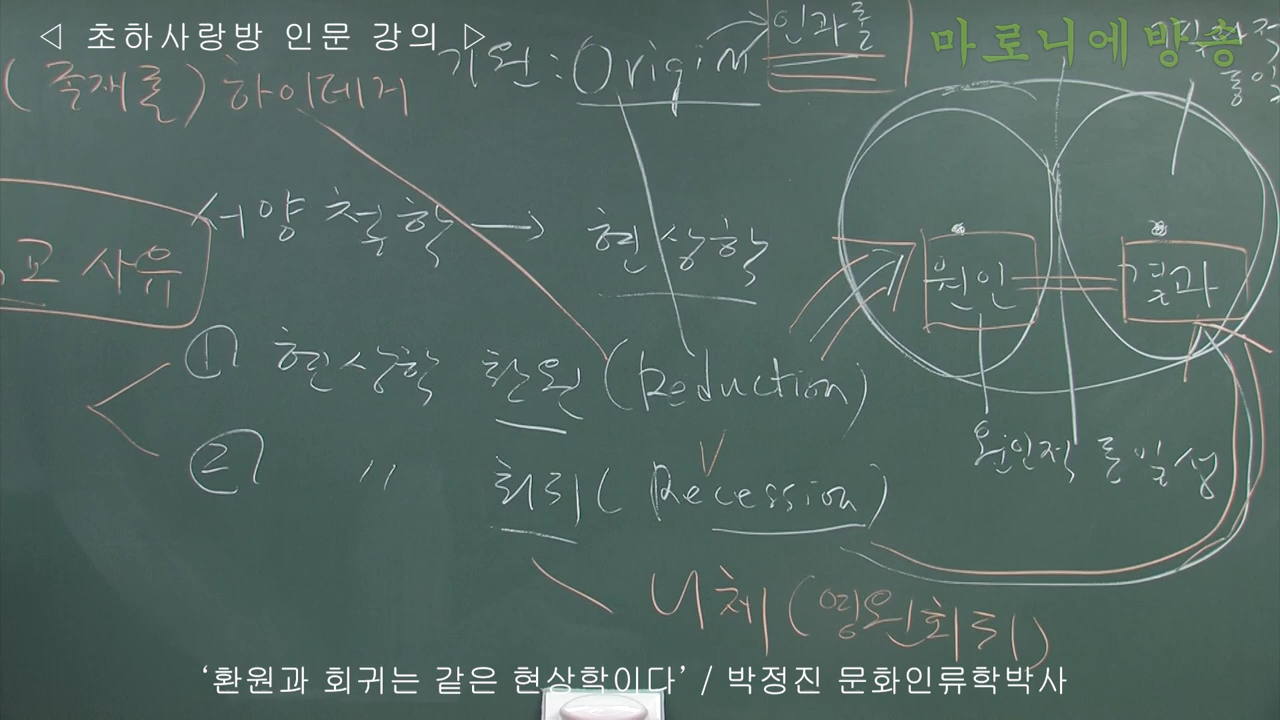 ◁ 초하사랑방 인문 강의 ▷
마로니에방송
기원: Origin
인과률
(존재론) 하이데거
통일
서양철학 → 현상학
교 사유
원인
결과
① 현상학 환원 (Reduction)
원인적 동일성
② 〃 회귀 (Recession)
니체 (영원회귀)
‘환원과 회귀는 같은 현상학이다’ / 박정진 문화인류학박사